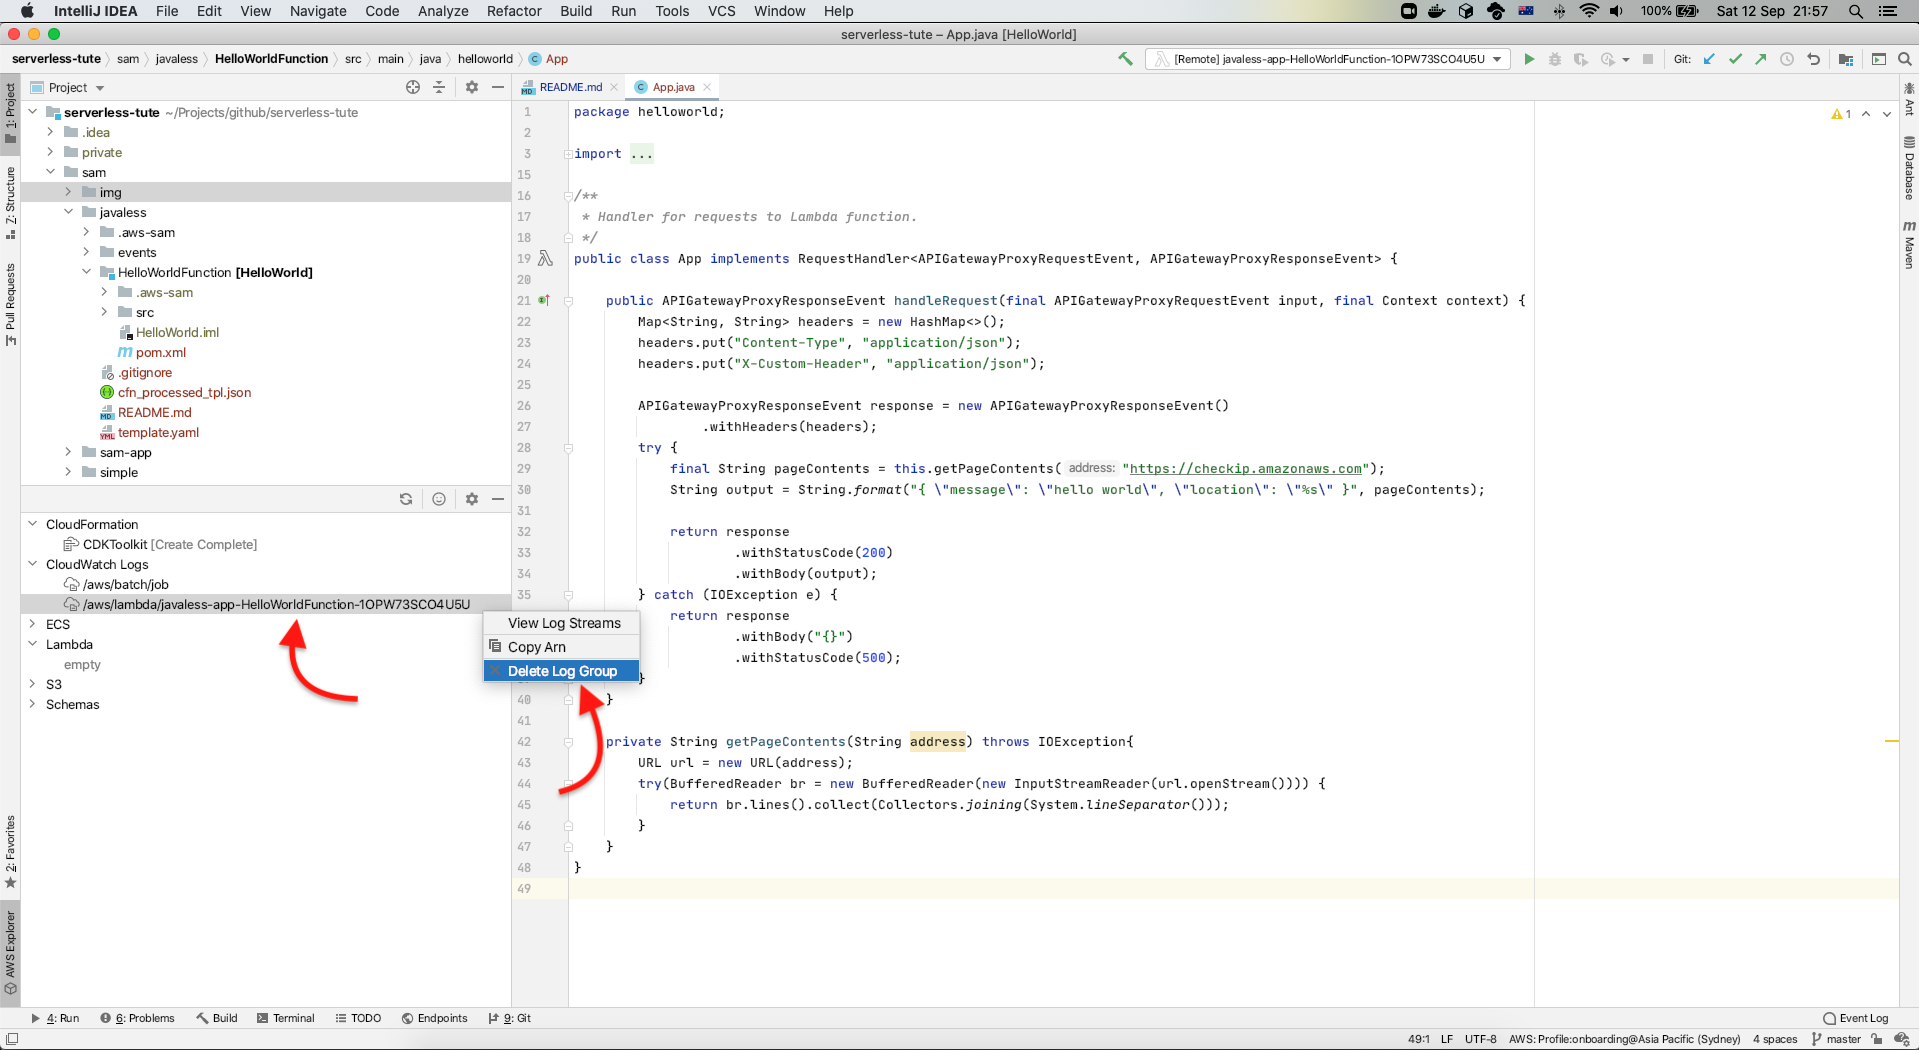 IntelliJ IDEA File Edit View Navigate Code Analyze Refactor Build Run Tools VCS Window Help 100% Sat 12 Sep 21:57
serverless-tute – App.java [HelloWorld]
serverless-tute sam javaless HelloWorldFunction src main java helloworld App [Remote] javaless-app-HelloWorldFunction-1OPW73SCO4U5U Git:
Project
README.md App.java
serverless-tute ~/Projects/github/serverless-tute
.idea
private
sam
img
javaless
.aws-sam
events
HelloWorldFunction [HelloWorld]
.aws-sam
src
HelloWorld.iml
pom.xml
.gitignore
cfn_processed_tpl.json
README.md
template.yaml
sam-app
simple
CloudFormation
CDKToolkit [Create Complete]
CloudWatch Logs
/aws/batch/job
/aws/lambda/javaless-app-HelloWorldFunction-1OPW73SCO4U5U
ECS
Lambda
empty
S3
Schemas
View Log Streams
Copy Arn
Delete Log Group
1: Project
7: Structure
Pull Requests
2: Favorites
AWS Explorer
1 package helloworld;
2
3 import ...
15
16 /**
17 * Handler for requests to Lambda function.
18 */
19 public class App implements RequestHandler<APIGatewayProxyRequestEvent, APIGatewayProxyResponseEvent> {
20
21 public APIGatewayProxyResponseEvent handleRequest(final APIGatewayProxyRequestEvent input, final Context context) {
22 Map<String, String> headers = new HashMap<>();
23 headers.put("Content-Type", "application/json");
24 headers.put("X-Custom-Header", "application/json");
25
26 APIGatewayProxyResponseEvent response = new APIGatewayProxyResponseEvent()
27 .withHeaders(headers);
28 try {
29 final String pageContents = this.getPageContents( address: "https://checkip.amazonaws.com");
30 String output = String.format("{ \"message\": \"hello world\", \"location\": \"%s\" }", pageContents);
31
32 return response
33 .withStatusCode(200)
34 .withBody(output);
35 } catch (IOException e) {
return response
.withBody("{}")
.withStatusCode(500);
}
40 }
41
42 private String getPageContents(String address) throws IOException{
43 URL url = new URL(address);
44 try(BufferedReader br = new BufferedReader(new InputStreamReader(url.openStream()))) {
45 return br.lines().collect(Collectors.joining(System.lineSeparator()));
46 }
47 }
48 }
49
1
Ant
Database
m Maven
4: Run 6: Problems Build Terminal TODO Endpoints 9: Git Event Log
49:1 LF UTF-8 AWS: Profile:onboarding@Asia Pacific (Sydney) 4 spaces master